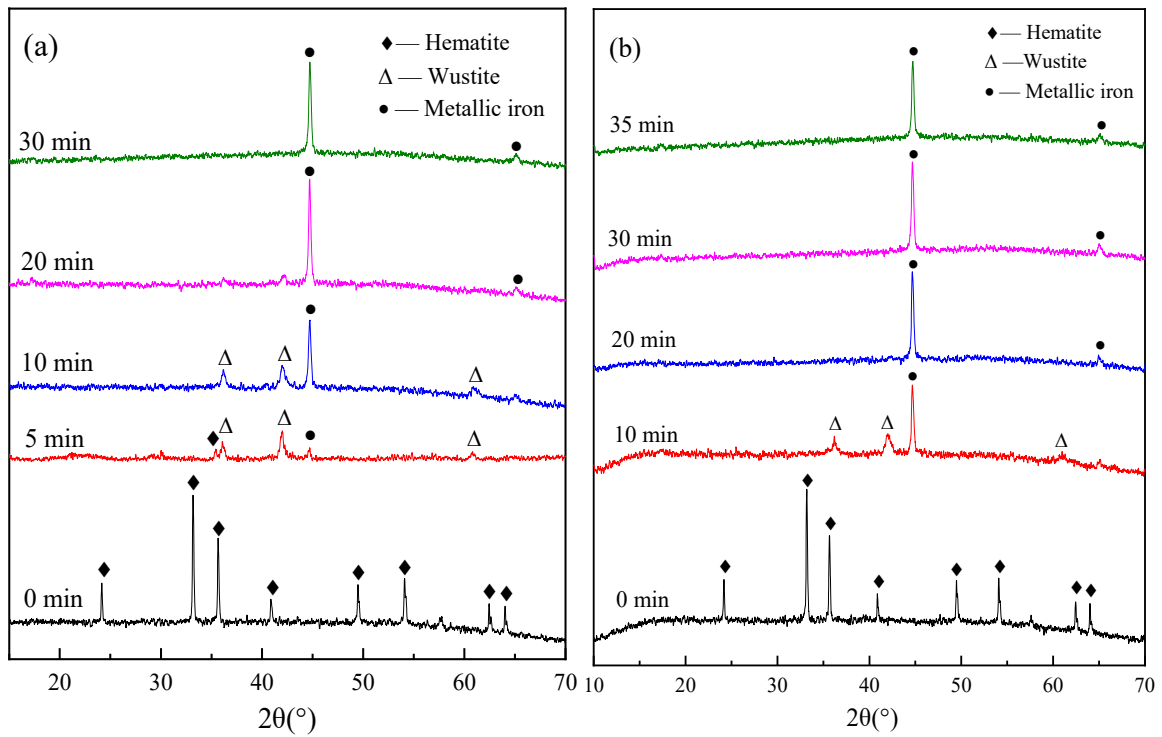 (a)
♦— Hematite
Δ — Wustite
● — Metallic iron
30 min
20 min
10 min
5 min
0 min
20 30 40 50 60 70
2θ(°)
(b)
♦— Hematite
Δ —Wustite
● — Metallic iron
35 min
30 min
20 min
10 min
0 min
10 20 30 40 50 60 70
2θ(°)